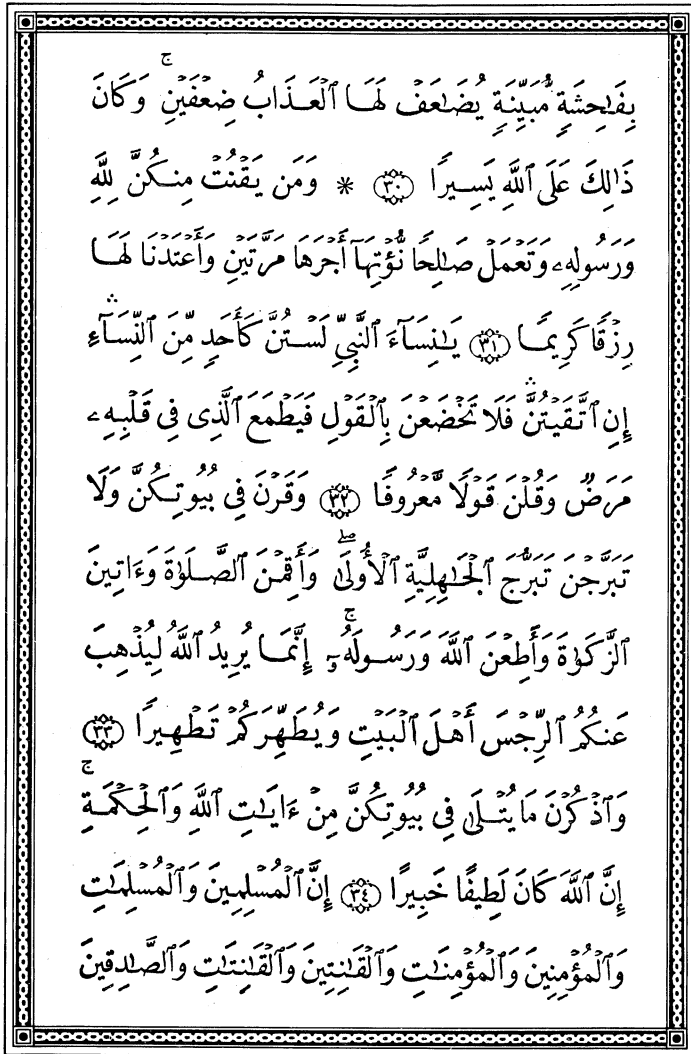 بِفَٰحِشَةٍ مُّبَيِّنَةٍ يُضَٰعَفْ لَهَا ٱلْعَذَابُ ضِعْفَيْنِ ۚ وَكَانَ
ذَٰلِكَ عَلَى ٱللَّهِ يَسِيرًا ٣٠ * وَمَن يَقْنُتْ مِنكُنَّ لِلَّهِ
وَرَسُولِهِۦ وَتَعْمَلْ صَٰلِحًا نُّؤْتِهَآ أَجْرَهَا مَرَّتَيْنِ وَأَعْتَدْنَا لَهَا
رِزْقًا كَرِيمًا ٣١ يَٰنِسَآءَ ٱلنَّبِيِّ لَسْتُنَّ كَأَحَدٍ مِّنَ ٱلنِّسَآءِ ۛ
إِنِ ٱتَّقَيْتُنَّ ۛ فَلَا تَخْضَعْنَ بِٱلْقَوْلِ فَيَطْمَعَ ٱلَّذِى فِى قَلْبِهِۦ
مَرَضٌ وَقُلْنَ قَوْلًا مَّعْرُوفًا ٣٢ وَقَرْنَ فِى بُيُوتِكُنَّ وَلَا
تَبَرَّجْنَ تَبَرُّجَ ٱلْجَٰهِلِيَّةِ ٱلْأُولَىٰ ۖ وَأَقِمْنَ ٱلصَّلَوٰةَ وَءَاتِينَ
ٱلزَّكَوٰةَ وَأَطِعْنَ ٱللَّهَ وَرَسُولَهُۥٓ ۚ إِنَّمَا يُرِيدُ ٱللَّهُ لِيُذْهِبَ
عَنكُمُ ٱلرِّجْسَ أَهْلَ ٱلْبَيْتِ وَيُطَهِّرَكُمْ تَطْهِيرًا ٣٣
وَٱذْكُرْنَ مَا يُتْلَىٰ فِى بُيُوتِكُنَّ مِنْ ءَايَٰتِ ٱللَّهِ وَٱلْحِكْمَةِ ۚ
إِنَّ ٱللَّهَ كَانَ لَطِيفًا خَبِيرًا ٣٤ إِنَّ ٱلْمُسْلِمِينَ وَٱلْمُسْلِمَٰتِ
وَٱلْمُؤْمِنِينَ وَٱلْمُؤْمِنَٰتِ وَٱلْقَٰنِتِينَ وَٱلْقَٰنِتَٰتِ وَٱلصَّٰدِقِينَ